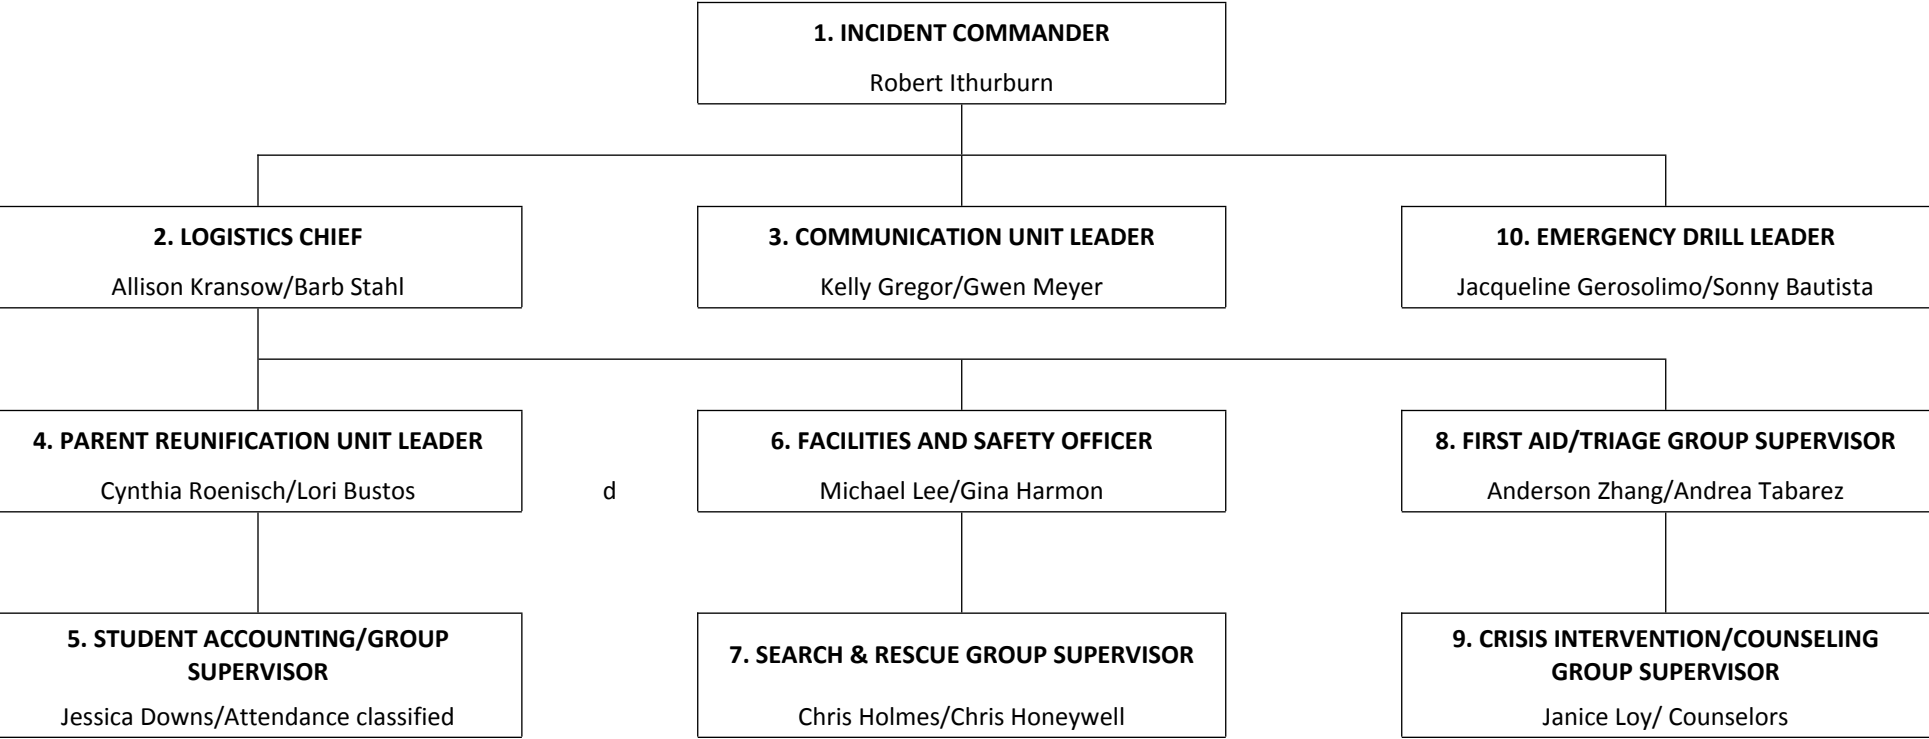 1. INCIDENT COMMANDER
Robert Ithurburn
2. LOGISTICS CHIEF
Allison Kransow/Barb Stahl
3. COMMUNICATION UNIT LEADER
Kelly Gregor/Gwen Meyer
10. EMERGENCY DRILL LEADER
Jacqueline Gerosolimo/Sonny Bautista
4. PARENT REUNIFICATION UNIT LEADER
Cynthia Roenisch/Lori Bustos
d
6. FACILITIES AND SAFETY OFFICER
Michael Lee/Gina Harmon
8. FIRST AID/TRIAGE GROUP SUPERVISOR
Anderson Zhang/Andrea Tabarez
5. STUDENT ACCOUNTING/GROUP
SUPERVISOR
Jessica Downs/Attendance classified
7. SEARCH & RESCUE GROUP SUPERVISOR
Chris Holmes/Chris Honeywell
9. CRISIS INTERVENTION/COUNSELING
GROUP SUPERVISOR
Janice Loy/ Counselors